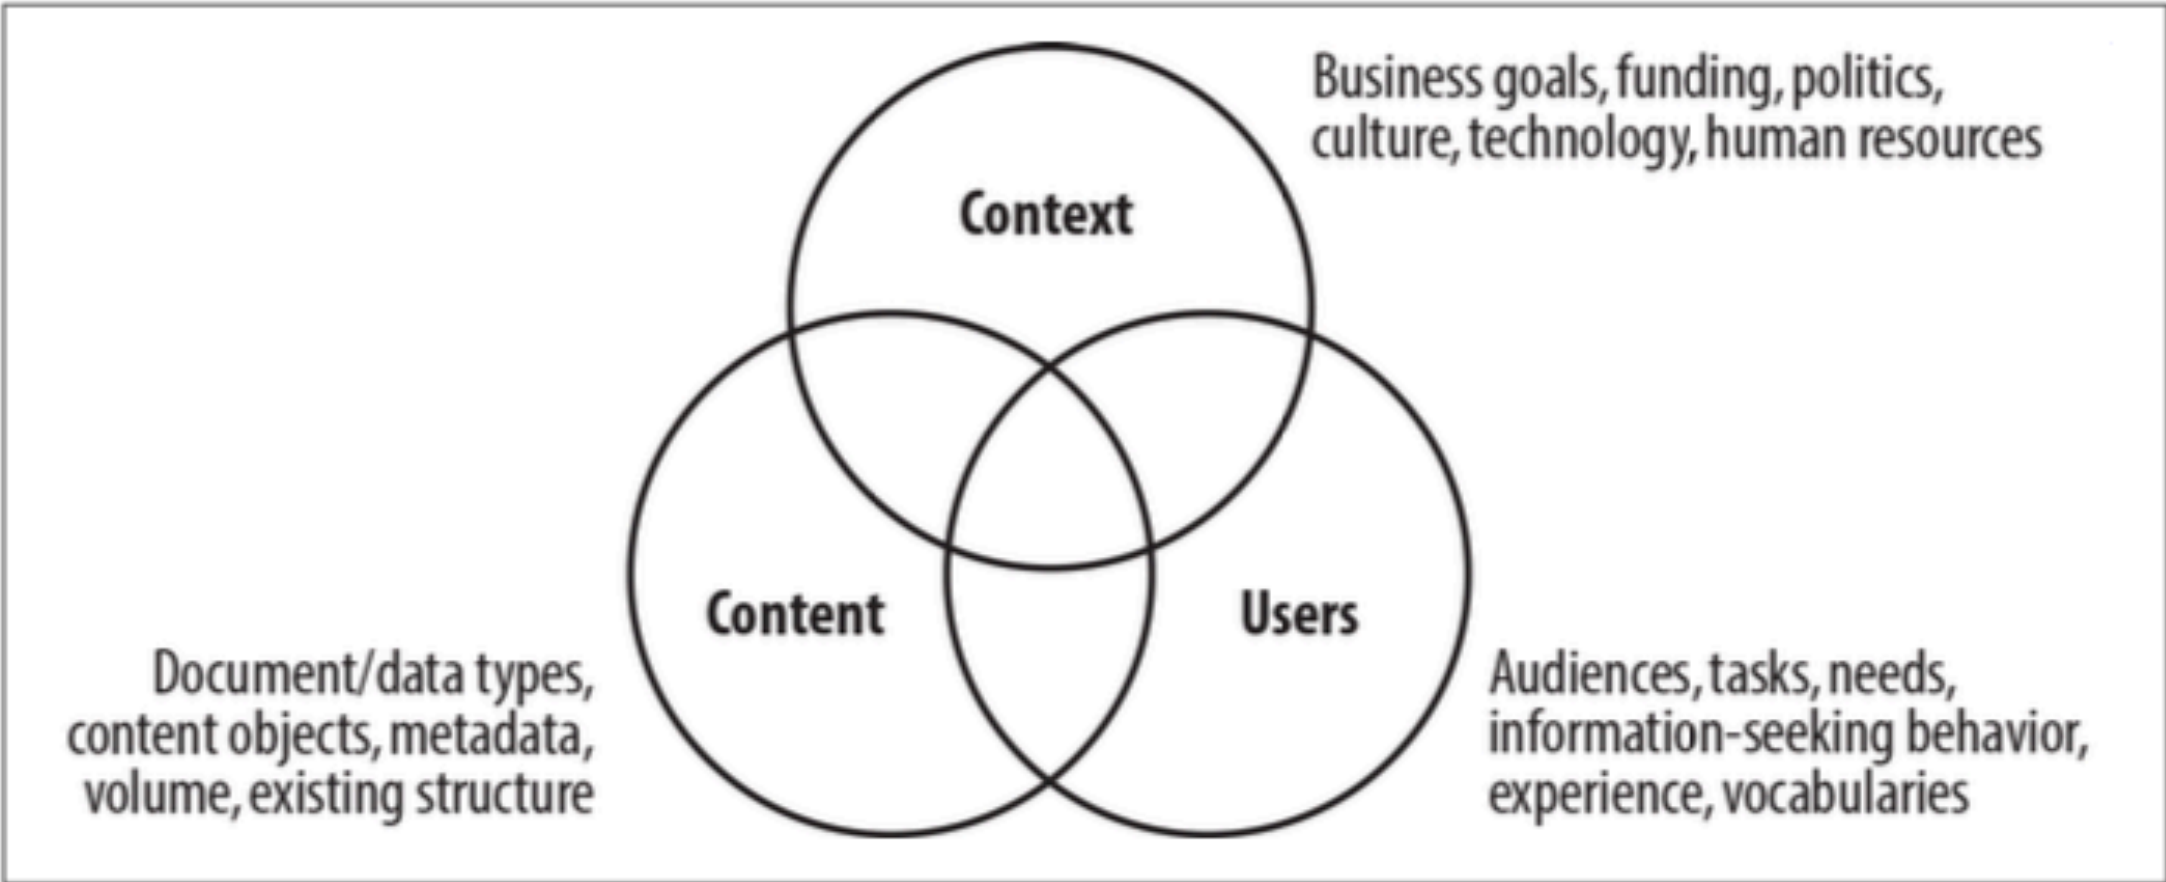 Business goals, funding, politics,
culture, technology, human resources
Context
Content
Users
Document/data types,
content objects, metadata,
volume, existing structure
Audiences, tasks, needs,
information-seeking behavior,
experience, vocabularies